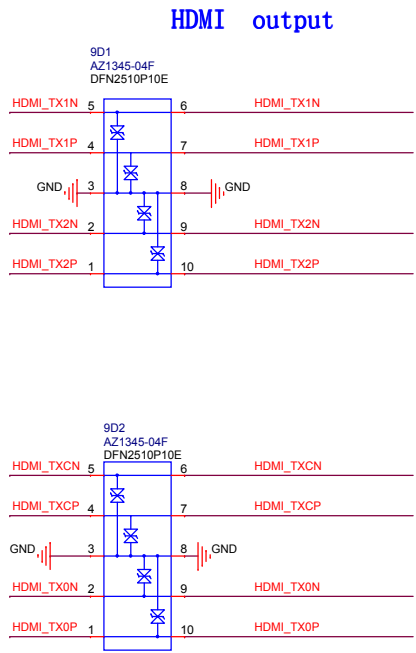 HDMI output
9D1
AZ1345-04F
DFN2510P10E
HDMI_TX1N 5 6 HDMI_TX1N
HDMI_TX1P 4 7 HDMI_TX1P
GND 3 8 GND
HDMI_TX2N 2 9 HDMI_TX2N
HDMI_TX2P 1 10 HDMI_TX2P
9D2
AZ1345-04F
DFN2510P10E
HDMI_TXCN 5 6 HDMI_TXCN
HDMI_TXCP 4 7 HDMI_TXCP
GND 3 8 GND
HDMI_TX0N 2 9 HDMI_TX0N
HDMI_TX0P 1 10 HDMI_TX0P